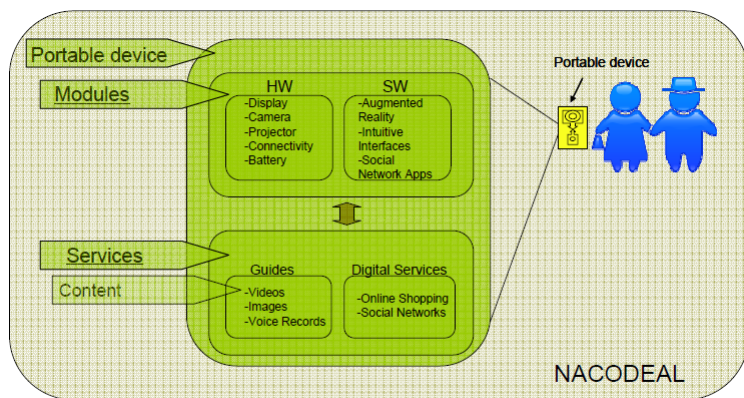 Portable device
Modules
HW
-Display
-Camera
-Projector
-Connectivity
-Battery
SW
-Augmented
Reality
-Intuitive
Interfaces
-Social
Network Apps
Services
Content
Guides
-Videos
-Images
-Voice Records
Digital Services
-Online Shopping
-Social Networks
Portable device
NACODEAL